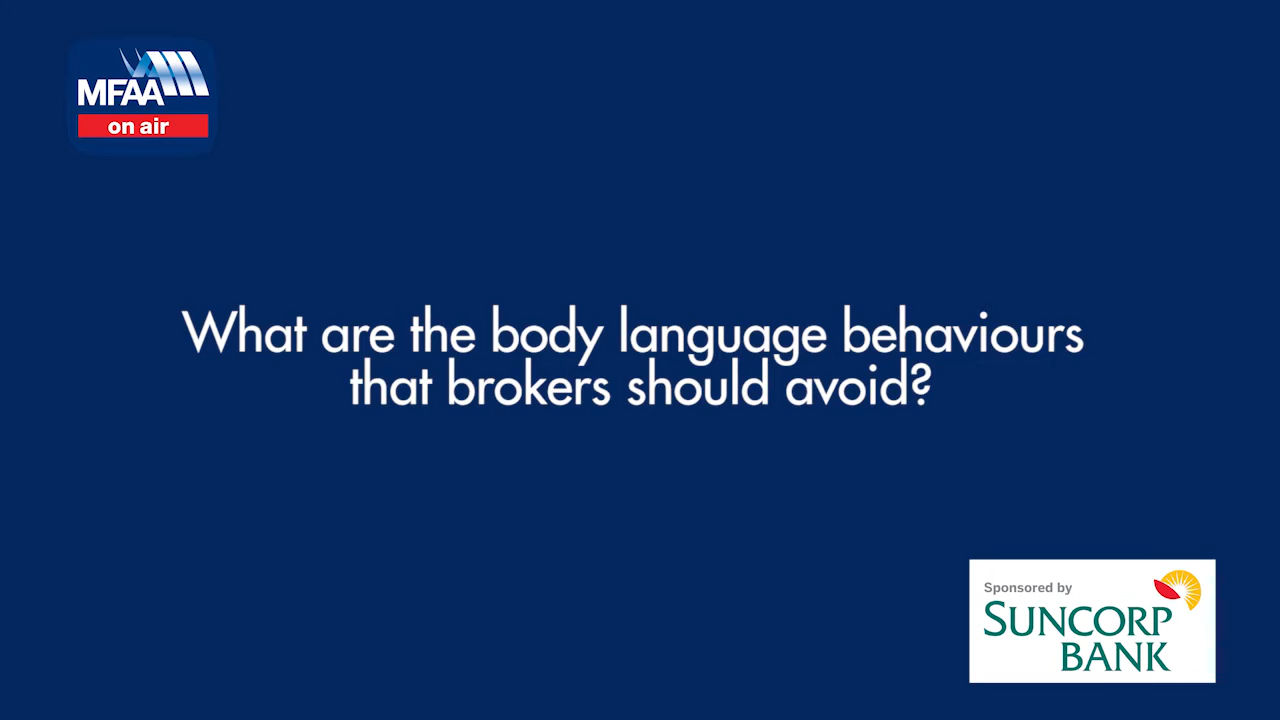 MFAA
on air
What are the body language behaviours
that brokers should avoid?
Sponsored by
SUNCORP
BANK